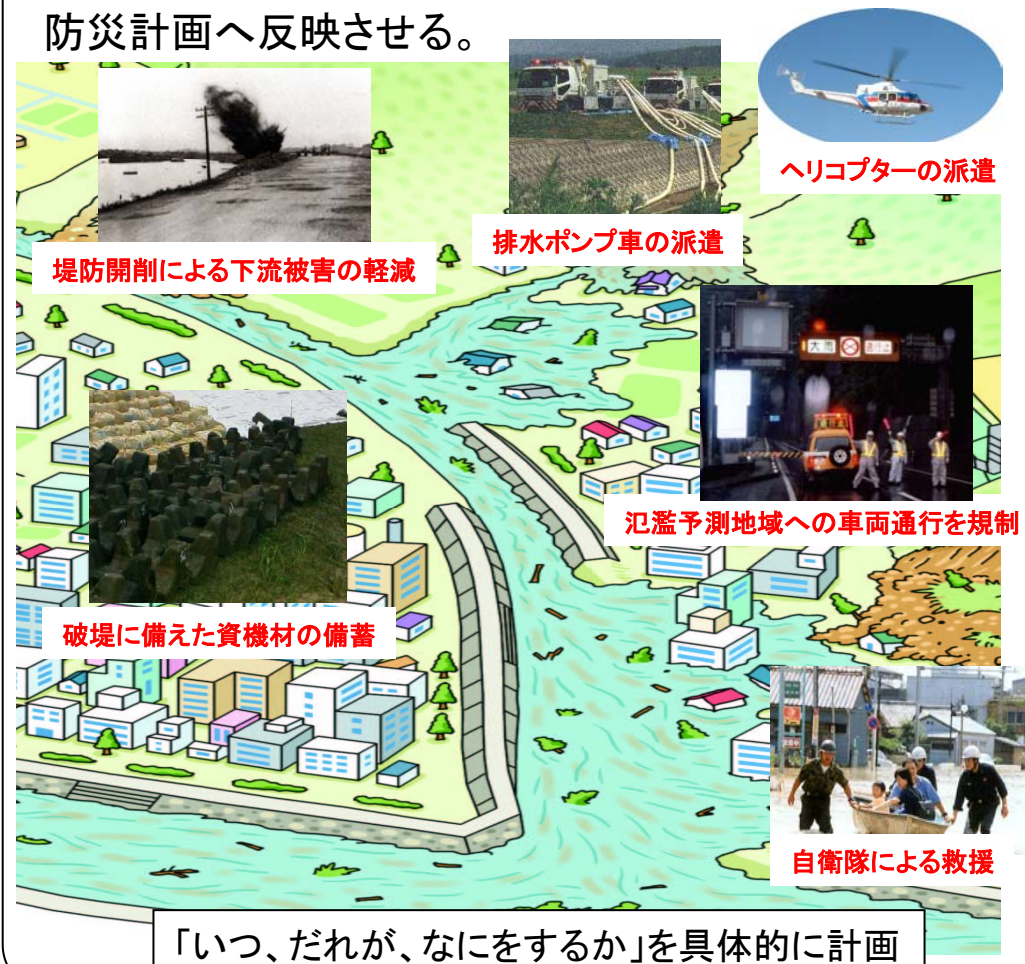 防災計画へ反映させる。
ヘリコプターの派遣
排水ポンプ車の派遣
堤防開削による下流被害の軽減
大雨 通行止
氾濫予測地域への車両通行を規制
破堤に備えた資機材の備蓄
自衛隊による救援
「いつ、だれが、なにをするか」を具体的に計画